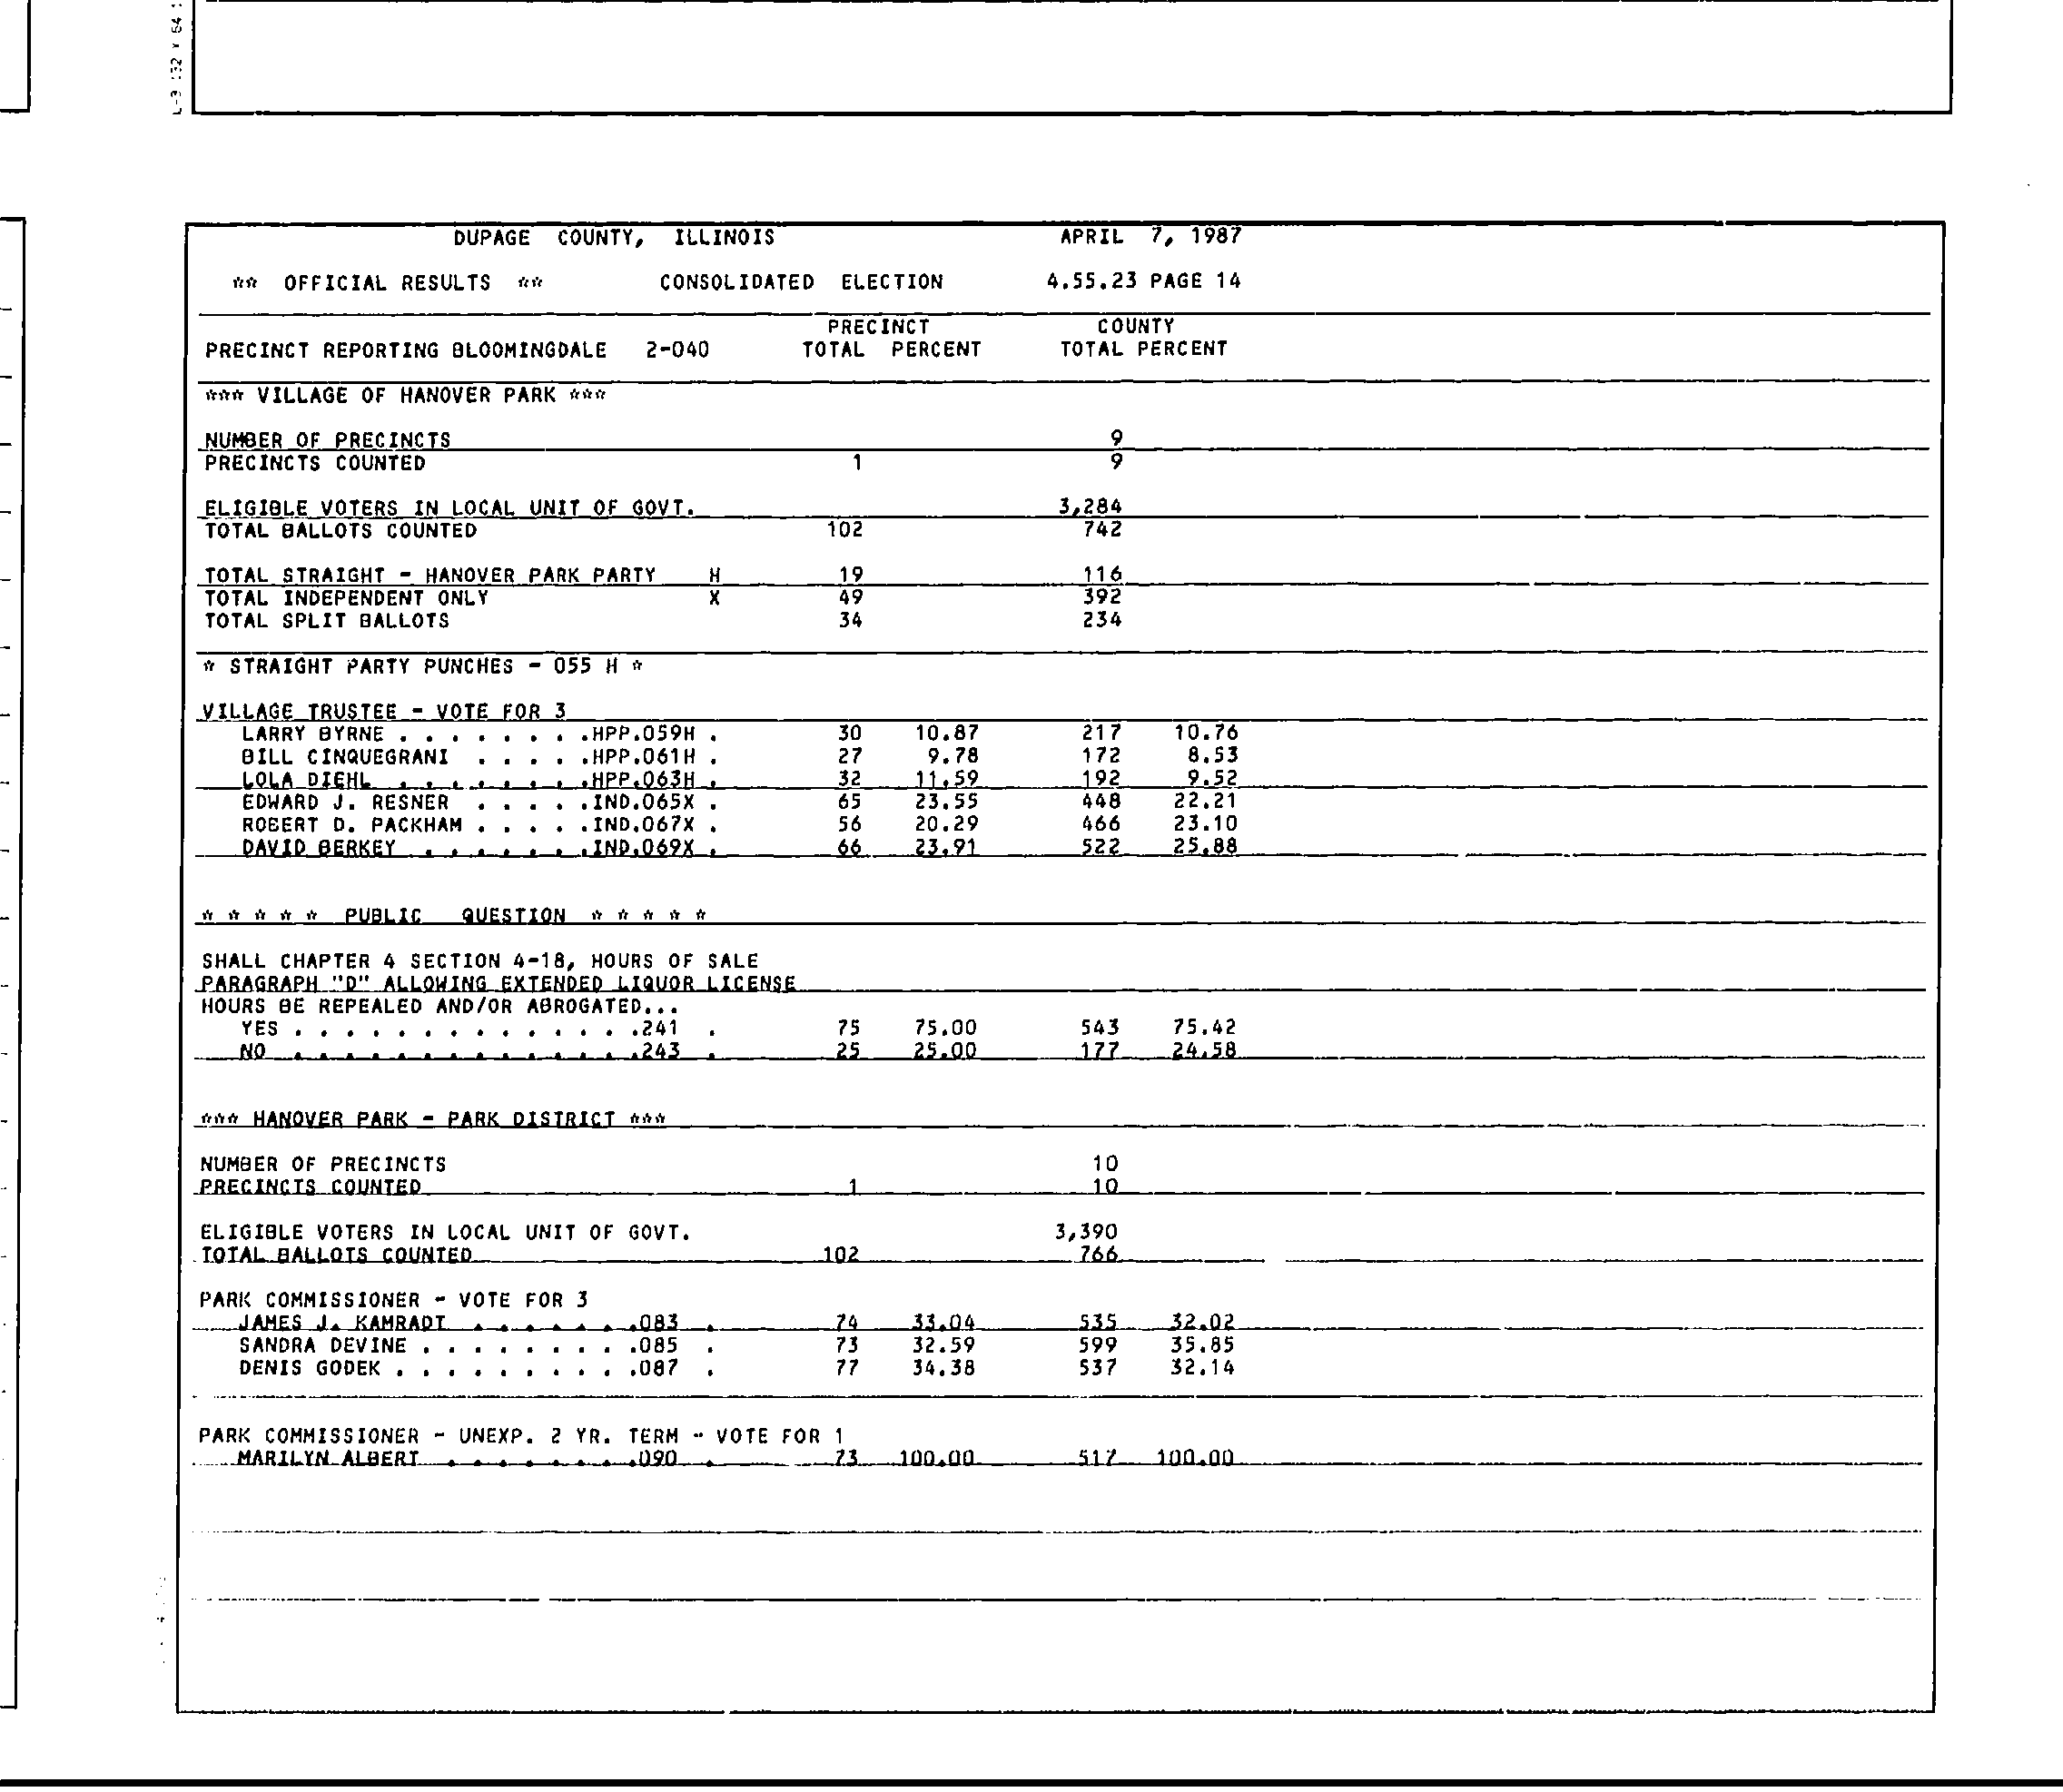 L-3 132 Y 64
DUPAGE COUNTY, ILLINOIS APRIL 7, 1987
** OFFICIAL RESULTS ** CONSOLIDATED ELECTION 4.55.23 PAGE 14
PRECINCT COUNTY
PRECINCT REPORTING BLOOMINGDALE 2-040 TOTAL PERCENT TOTAL PERCENT
*** VILLAGE OF HANOVER PARK ***
NUMBER OF PRECINCTS 9
PRECINCTS COUNTED 1 9
ELIGIBLE VOTERS IN LOCAL UNIT OF GOVT. 3,284
TOTAL BALLOTS COUNTED 102 742
TOTAL STRAIGHT - HANOVER PARK PARTY H 19 116
TOTAL INDEPENDENT ONLY X 49 392
TOTAL SPLIT BALLOTS 34 234
* STRAIGHT PARTY PUNCHES - 055 H *
VILLAGE TRUSTEE - VOTE FOR 3
LARRY BYRNE . . . . . . . .HPP.059H . 30 10.87 217 10.76
BILL CINQUEGRANI . . . . .HPP.061H . 27 9.78 172 8.53
LOLA DIEHL . . . . . . . .HPP.063H . 32 11.59 192 9.52
EDWARD J. RESNER . . . . .IND.065X . 65 23.55 448 22.21
ROBERT D. PACKHAM . . . . .IND.067X . 56 20.29 466 23.10
DAVID BERKEY . . . . . . .IND.069X . 66 23.91 522 25.88
* * * * * PUBLIC QUESTION * * * * *
SHALL CHAPTER 4 SECTION 4-18, HOURS OF SALE
PARAGRAPH "D" ALLOWING EXTENDED LIQUOR LICENSE
HOURS BE REPEALED AND/OR ABROGATED...
YES . . . . . . . . . . . . . .241 . 75 75.00 543 75.42
NO . . . . . . . . . . . . . .243 . 25 25.00 177 24.58
*** HANOVER PARK - PARK DISTRICT ***
NUMBER OF PRECINCTS 10
PRECINCTS COUNTED 1 10
ELIGIBLE VOTERS IN LOCAL UNIT OF GOVT. 3,390
TOTAL BALLOTS COUNTED 102 766
PARK COMMISSIONER - VOTE FOR 3
JAMES J. KAMRADT . . . . . . .083 . 74 33.04 535 32.02
SANDRA DEVINE . . . . . . . . .085 . 73 32.59 599 35.85
DENIS GODEK . . . . . . . . . .087 . 77 34.38 537 32.14
PARK COMMISSIONER - UNEXP. 2 YR. TERM - VOTE FOR 1
MARILYN ALBERT . . . . . . . .090 . 73 100.00 517 100.00